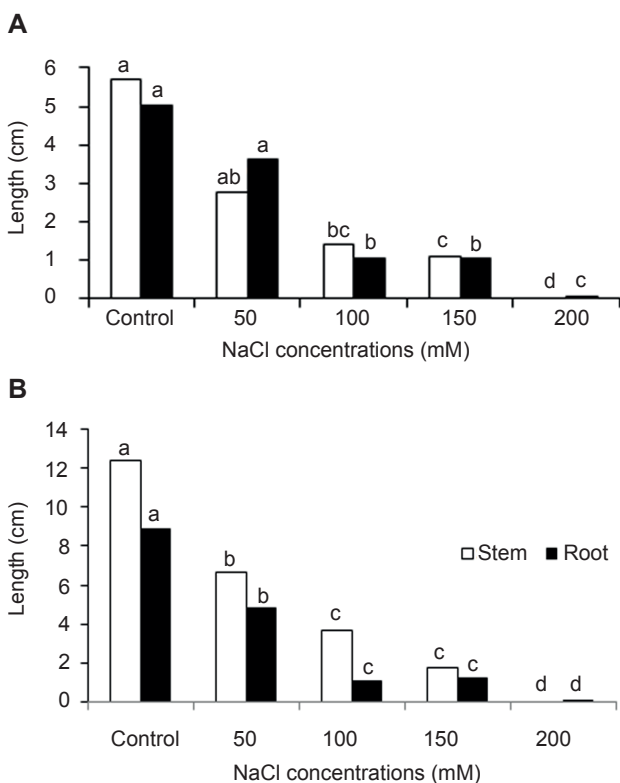 A
6
5
4
3
2
1
0
Length (cm)
a
a
ab
a
bc
b
c
b
d
c
Control
50
100
150
200
NaCl concentrations (mM)
B
14
12
10
8
6
4
2
0
Length (cm)
a
a
b
b
c
c
c
c
d
d
Stem
Root
Control
50
100
150
200
NaCl concentrations (mM)